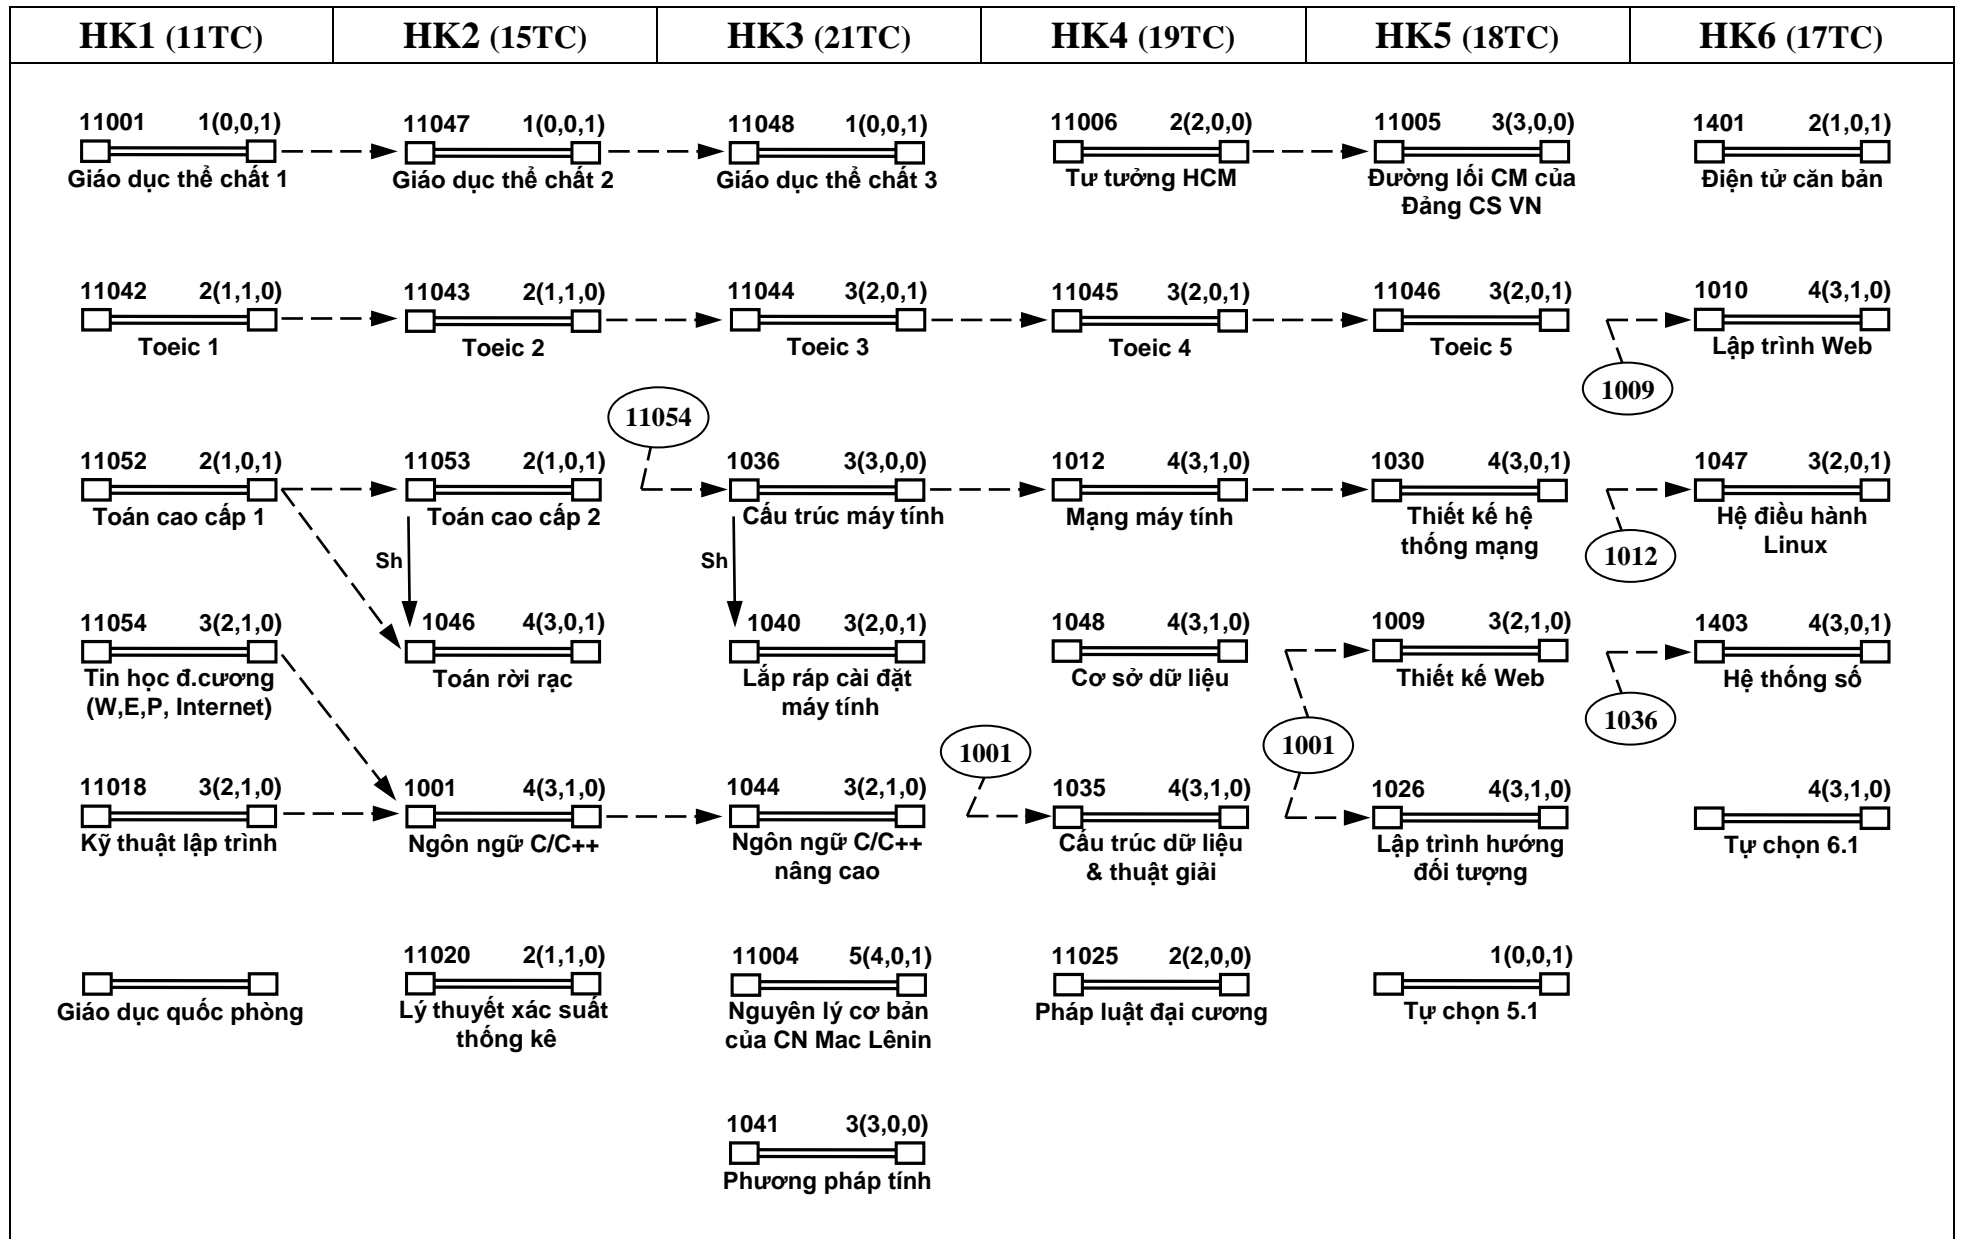 HK1 (11TC) HK2 (15TC) HK3 (21TC) HK4 (19TC) HK5 (18TC) HK6 (17TC)
11001 1(0,0,1) 11047 1(0,0,1) 11048 1(0,0,1) 11006 2(2,0,0) 11005 3(3,0,0) 1401 2(1,0,1)
Giáo dục thể chất 1 Giáo dục thể chất 2 Giáo dục thể chất 3 Tư tưởng HCM Đường lối CM của Điện tử căn bản
Đảng CS VN
11042 2(1,1,0) 11043 2(1,1,0) 11044 3(2,0,1) 11045 3(2,0,1) 11046 3(2,0,1) 1010 4(3,1,0)
Toeic 1 Toeic 2 Toeic 3 Toeic 4 Toeic 5 Lập trình Web
1009
11054
11052 2(1,0,1) 11053 2(1,0,1) 1036 3(3,0,0) 1012 4(3,1,0) 1030 4(3,0,1) 1047 3(2,0,1)
Toán cao cấp 1 Toán cao cấp 2 Cấu trúc máy tính Mạng máy tính Thiết kế hệ Hệ điều hành
thống mạng Linux
Sh Sh 1012
11054 3(2,1,0) 1046 4(3,0,1) 1040 3(2,0,1) 1048 4(3,1,0) 1009 3(2,1,0) 1403 4(3,0,1)
Tin học đ.cương Toán rời rạc Lắp ráp cài đặt Cơ sở dữ liệu Thiết kế Web Hệ thống số
(W,E,P, Internet) máy tính
1036
1001 1001
11018 3(2,1,0) 1001 4(3,1,0) 1044 3(2,1,0) 1035 4(3,1,0) 1026 4(3,1,0) 4(3,1,0)
Kỹ thuật lập trình Ngôn ngữ C/C++ Ngôn ngữ C/C++ Cấu trúc dữ liệu Lập trình hướng Tự chọn 6.1
nâng cao & thuật giải đối tượng
11020 2(1,1,0) 11004 5(4,0,1) 11025 2(2,0,0) 1(0,0,1)
Giáo dục quốc phòng Lý thuyết xác suất Nguyên lý cơ bản Pháp luật đại cương Tự chọn 5.1
thống kê của CN Mac Lênin
1041 3(3,0,0)
Phương pháp tính